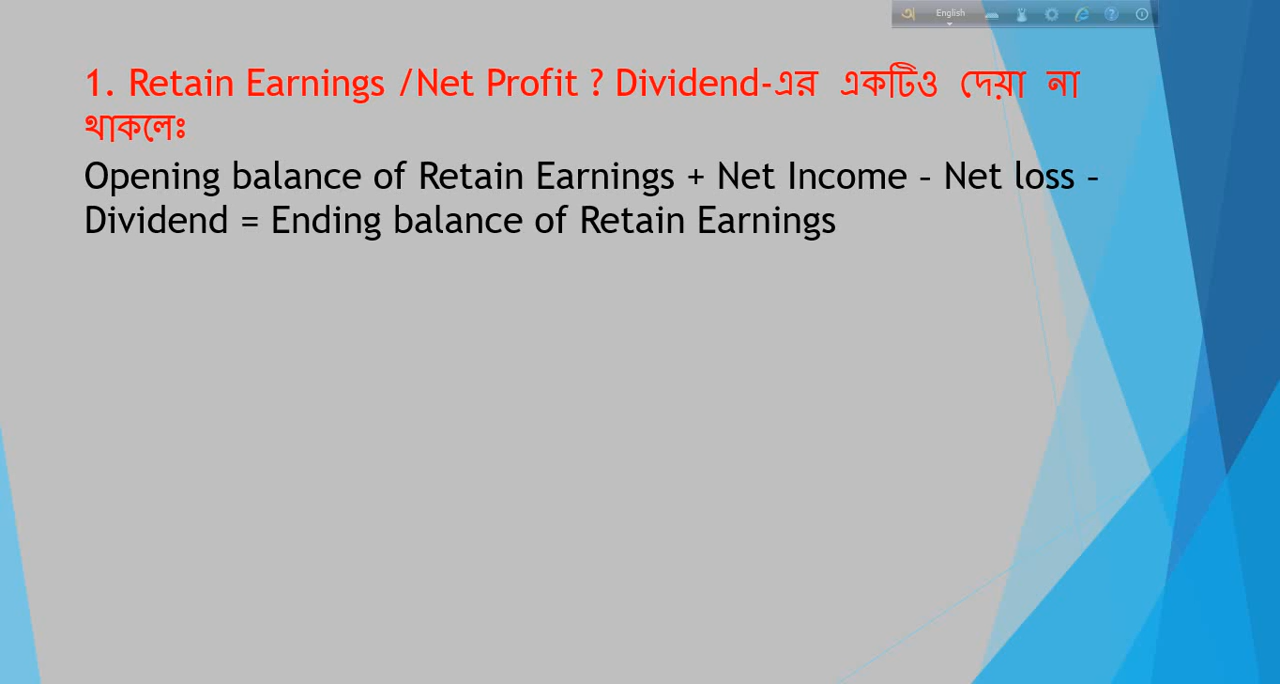 অ English
1. Retain Earnings /Net Profit ? Dividend-এর একটিও দেয়া না
থাকলেঃ
Opening balance of Retain Earnings + Net Income – Net loss –
Dividend = Ending balance of Retain Earnings